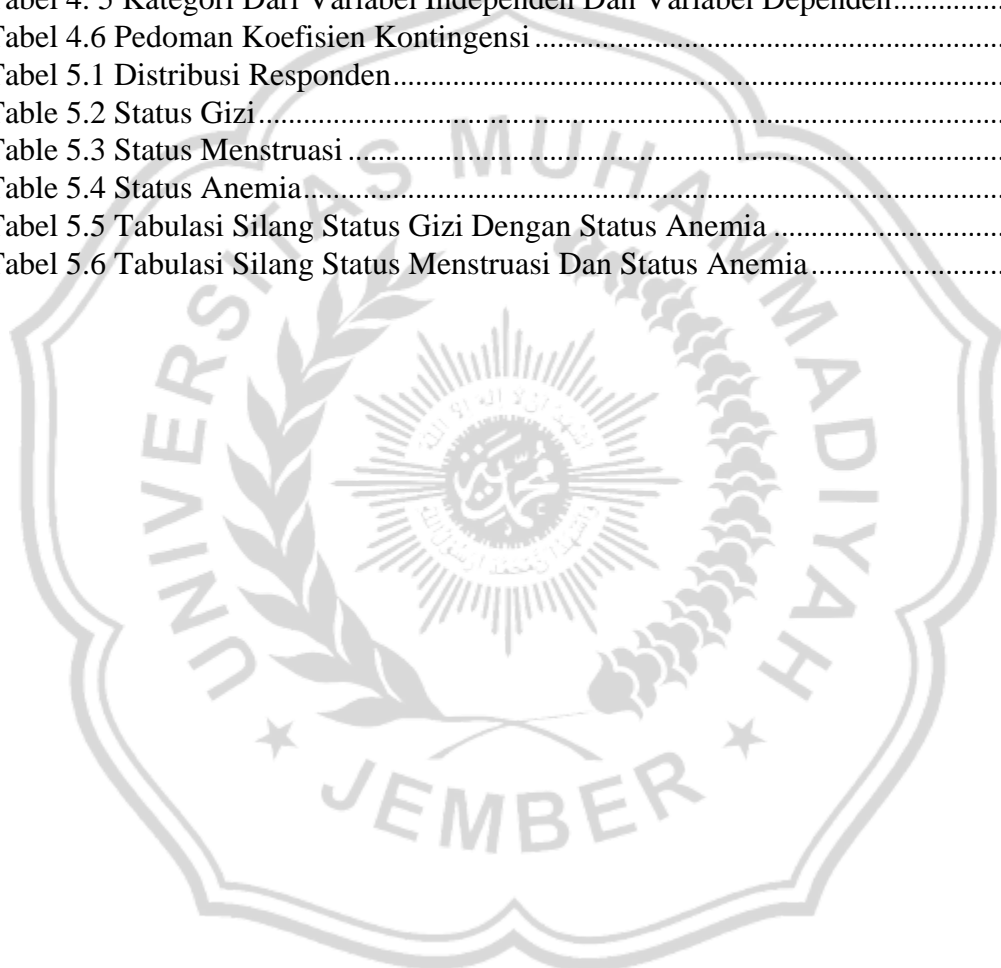 Tabel 4. 5 Kategori Dari Variabel Independen Dan Variabel Dependen..............
Tabel 4.6 Pedoman Koefisien Kontingensi..............
Tabel 5.1 Distribusi Responden..............
Table 5.2 Status Gizi..............
Table 5.3 Status Menstruasi..............
Table 5.4 Status Anemia..............
Tabel 5.5 Tabulasi Silang Status Gizi Dengan Status Anemia..............
Tabel 5.6 Tabulasi Silang Status Menstruasi Dan Status Anemia..............
UNIVERSITAS MUHAMMADIYAH
JEMBER